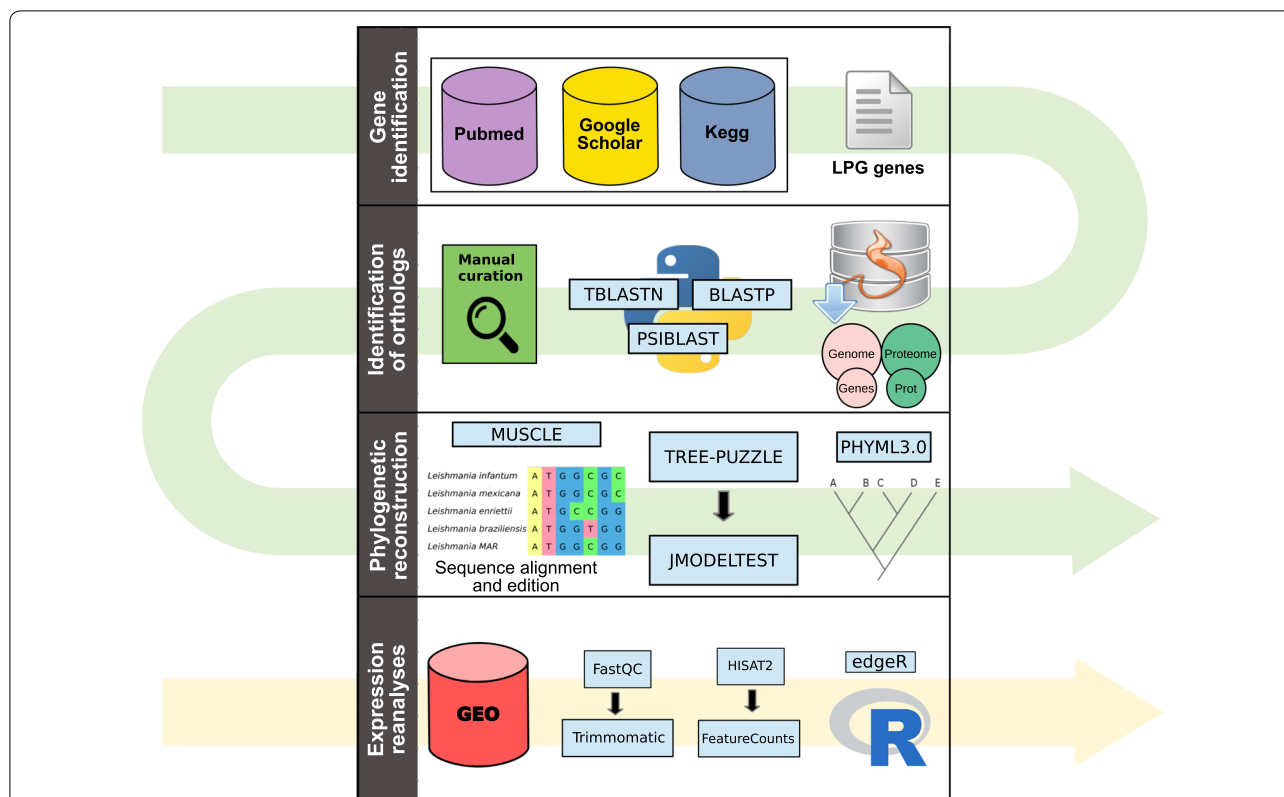 Gene
identification
Pubmed
Google
Scholar
Kegg
LPG genes
Identification
of orthologs
Manual
curation
TBLASTN
BLASTP
PSIBLAST
Genome
Proteome
Genes
Prot
Phylogenetic
reconstruction
MUSCLE
Leishmania infantum A T G G C G C
Leishmania mexicana A T G G C G C
Leishmania enriettii A T G C C G G
Leishmania braziliensis A T G G T G G
Leishmania MAR A T G G C G G
Sequence alignment
and edition
TREE-PUZZLE
JMODELTEST
PHYML3.0
A B C D E
Expression
reanalyses
GEO
FastQC
Trimmomatic
HISAT2
FeatureCounts
edgeR
R